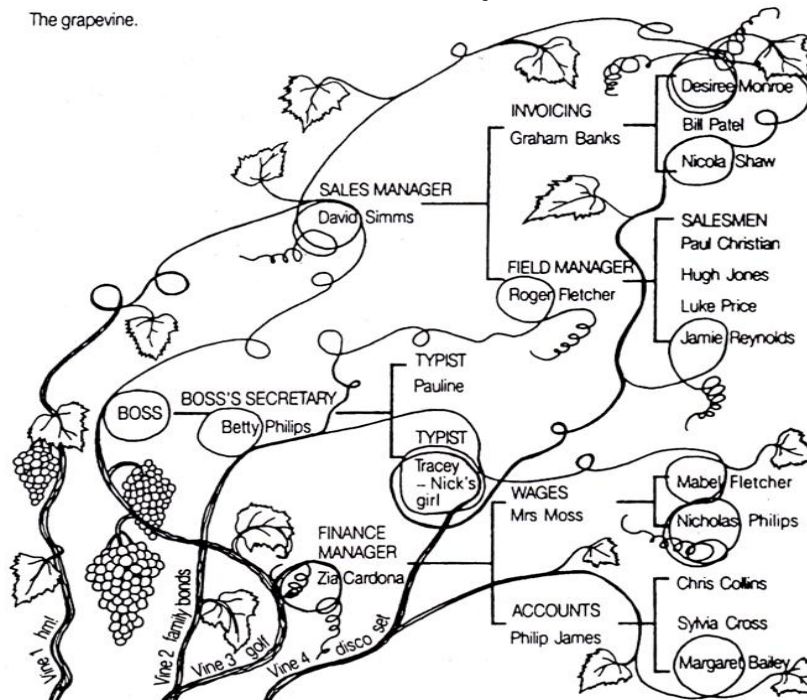 The grapevine.
Desiree Monroe
INVOICING
Graham Banks
Bill Patel
Nicola Shaw
SALES MANAGER
David Simms
SALESMEN
Paul Christian
FIELD MANAGER
Roger Fletcher
Hugh Jones
Luke Price
Jamie Reynolds
TYPIST
Pauline
BOSS
BOSS'S SECRETARY
Betty Philips
TYPIST
Tracey
– Nick's
girl
WAGES
Mrs Moss
Mabel Fletcher
Nicholas Philips
FINANCE
MANAGER
Zia Cardona
Chris Collins
ACCOUNTS
Philip James
Sylvia Cross
Margaret Bailey
Vine 1 hm!
Vine 2 family bonds
Vine 3 golf
Vine 4 disco set